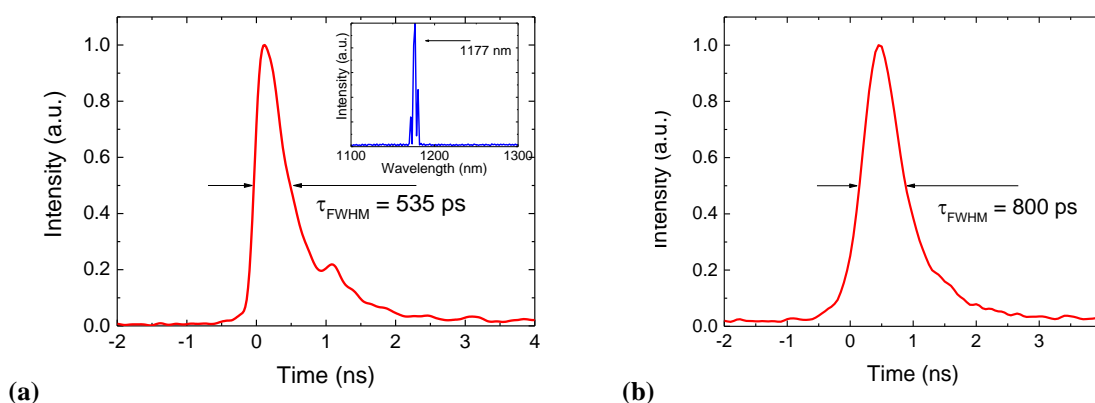 1.0
0.8
0.6
0.4
0.2
0.0
Intensity (a.u.)
-2 -1 0 1 2 3 4
Time (ns)
τFWHM = 535 ps
Intensity (a.u.)
1177 nm
1100 1200 1300
Wavelength (nm)
(a)
1.0
0.8
0.6
0.4
0.2
0.0
Intensity (a.u.)
-2 -1 0 1 2 3
Time (ns)
τFWHM = 800 ps
(b)